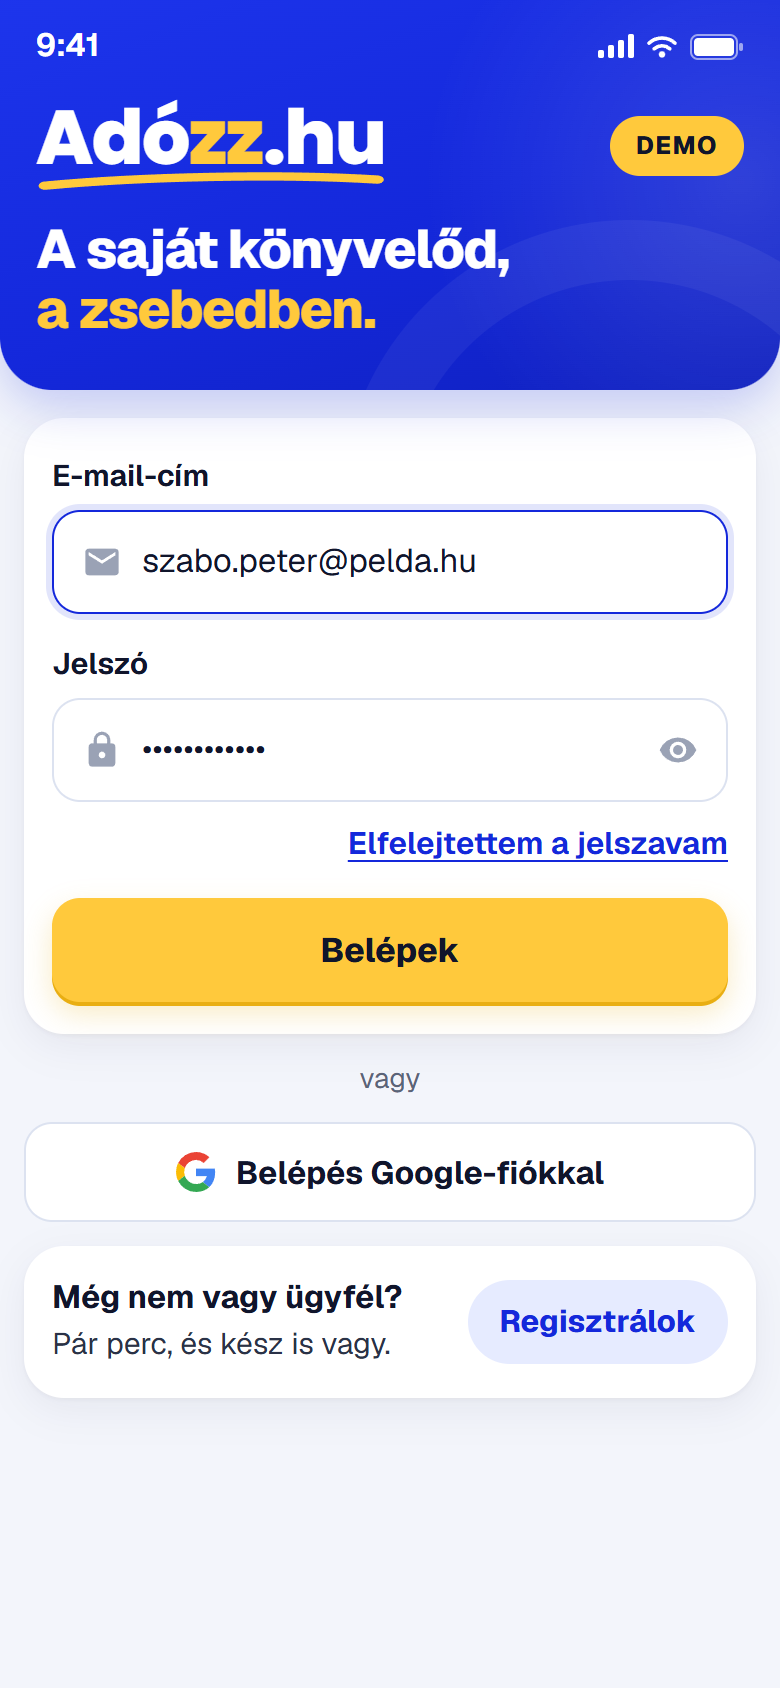 9:41
Adózz.hu
DEMO
A saját könyvelőd,
a zsebedben.
E-mail-cím
szabo.peter@pelda.hu
Jelszó
••••••••••••
Elfelejtettem a jelszavam
Belépek
vagy
Belépés Google-fiókkal
Még nem vagy ügyfél?
Pár perc, és kész is vagy.
Regisztrálok